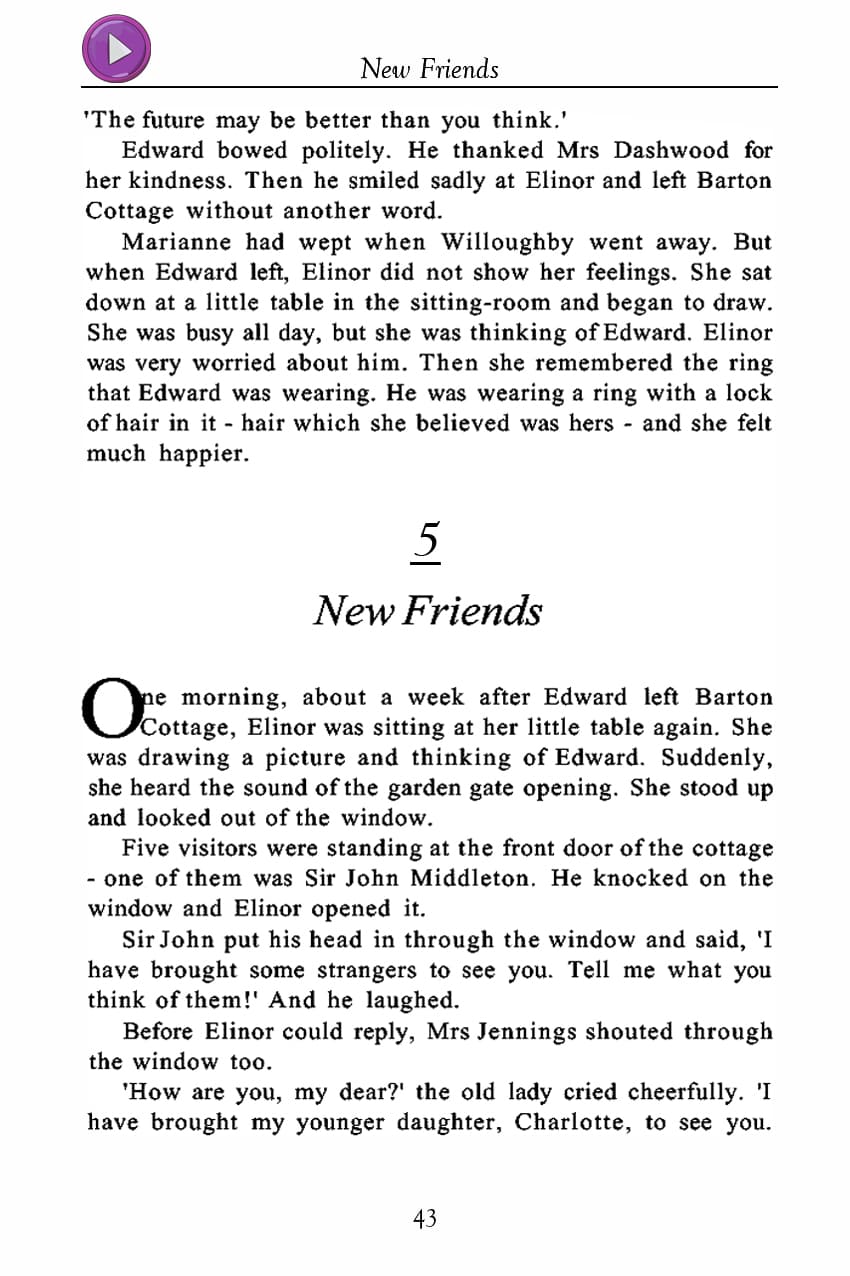 New Friends
'The future may be better than you think.'
Edward bowed politely. He thanked Mrs Dashwood for
her kindness. Then he smiled sadly at Elinor and left Barton
Cottage without another word.
Marianne had wept when Willoughby went away. But
when Edward left, Elinor did not show her feelings. She sat
down at a little table in the sitting-room and began to draw.
She was busy all day, but she was thinking of Edward. Elinor
was very worried about him. Then she remembered the ring
that Edward was wearing. He was wearing a ring with a lock
of hair in it - hair which she believed was hers - and she felt
much happier.
5
New Friends
One morning, about a week after Edward left Barton
Cottage, Elinor was sitting at her little table again. She
was drawing a picture and thinking of Edward. Suddenly,
she heard the sound of the garden gate opening. She stood up
and looked out of the window.
Five visitors were standing at the front door of the cottage
- one of them was Sir John Middleton. He knocked on the
window and Elinor opened it.
Sir John put his head in through the window and said, 'I
have brought some strangers to see you. Tell me what you
think of them!' And he laughed.
Before Elinor could reply, Mrs Jennings shouted through
the window too.
'How are you, my dear?' the old lady cried cheerfully. 'I
have brought my younger daughter, Charlotte, to see you.
43